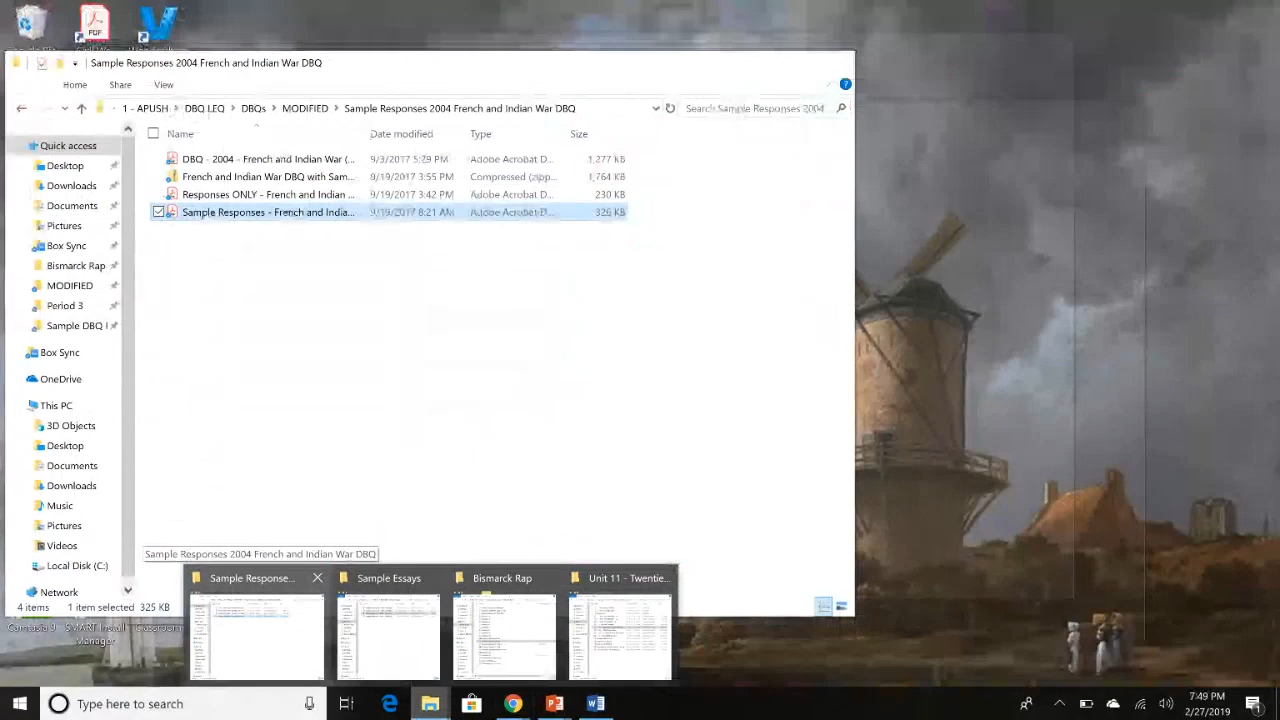 PDF
Sample Responses 2004 French and Indian War DBQ
Home Share View
1 - APUSH DBQ LEQ DBQs MODIFIED Sample Responses 2004 French and Indian War DBQ Search Sample Responses 2004
Name Date modified Type Size
DBQ - 2004 - French and Indian War (... 9/3/2017 5:29 PM Adobe Acrobat D... 1,277 KB
French and Indian War DBQ with Sam... 9/19/2017 3:55 PM Compressed (zipp... 1,764 KB
Responses ONLY - French and Indian ... 9/19/2017 3:42 PM Adobe Acrobat D... 230 KB
Sample Responses - French and India... 9/19/2017 8:21 AM Adobe Acrobat D... 326 KB
Quick access
Desktop
Downloads
Documents
Pictures
Box Sync
Bismarck Rap
MODIFIED
Period 3
Sample DBQ
Box Sync
OneDrive
This PC
3D Objects
Desktop
Documents
Downloads
Music
Pictures
Videos
Local Disk (C:)
Network
Sample Responses 2004 French and Indian War DBQ
4 items 1 item selected 325 KB
Sample Response... Sample Essays Bismarck Rap Unit 11 - Twentie...
Type here to search
7:49 PM
2/27/2019